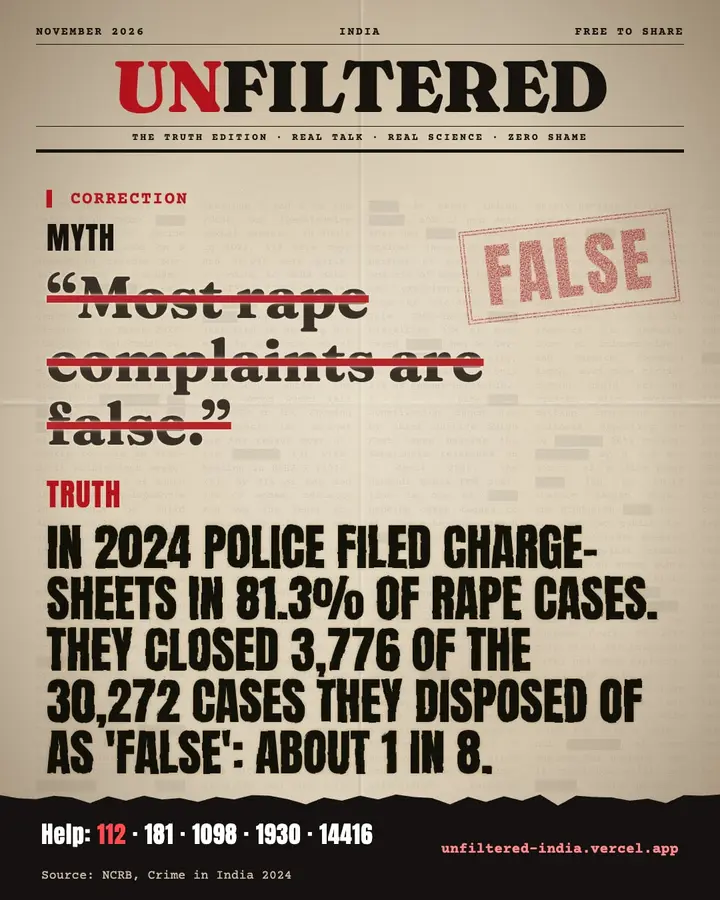 NOVEMBER 2026 INDIA FREE TO SHARE
UNFILTERED
THE TRUTH EDITION · REAL TALK · REAL SCIENCE · ZERO SHAME
CORRECTION
MYTH
FALSE
“Most rape
complaints are
false.”
TRUTH
IN 2024 POLICE FILED CHARGE-
SHEETS IN 81.3% OF RAPE CASES.
THEY CLOSED 3,776 OF THE
30,272 CASES THEY DISPOSED OF
AS 'FALSE': ABOUT 1 IN 8.
Help: 112 · 181 · 1098 · 1930 · 14416
unfiltered-india.vercel.app
Source: NCRB, Crime in India 2024